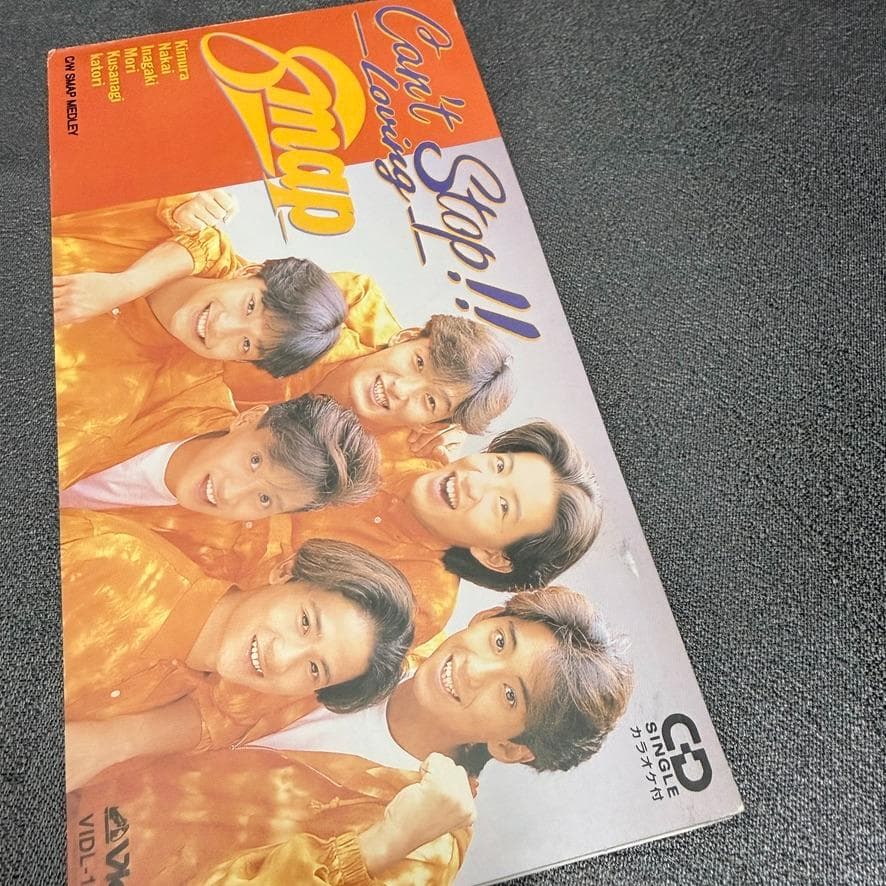 Can't Stop!!
—Loving—
Smap
Kimura
Nakai
Inagaki
Mori
Kusanagi
Katori
C/W SMAP MEDLEY
CD
SINGLE
カラオケ付
VIDL-1